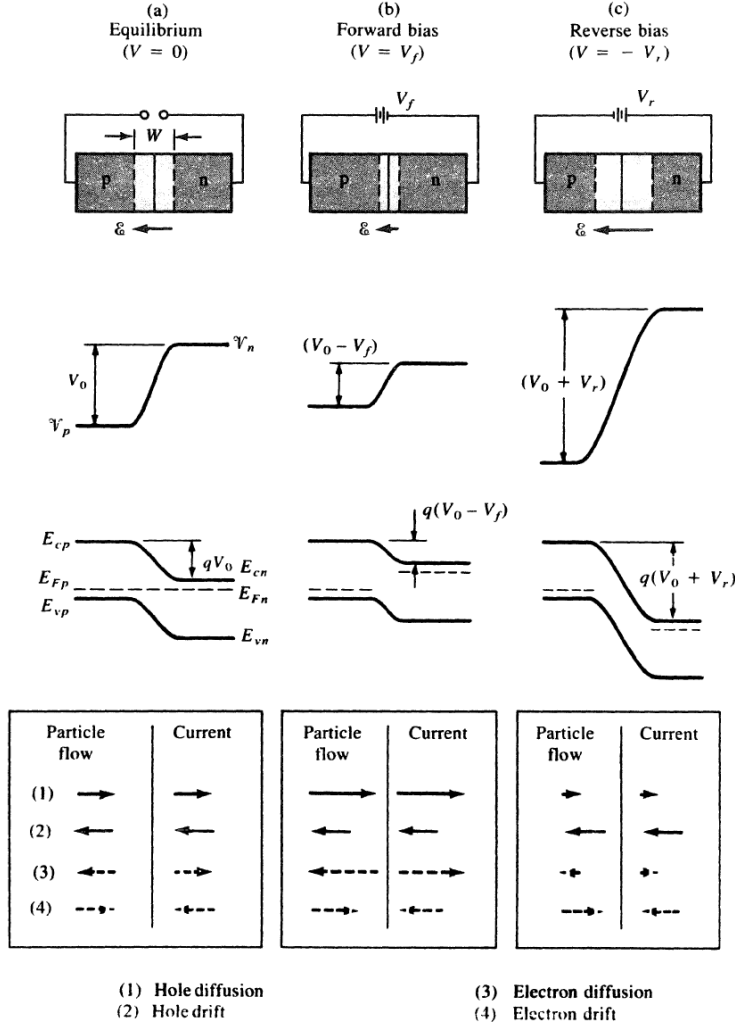 (a)
Equilibrium
(V = 0)
(b)
Forward bias
(V = V_f)
(c)
Reverse bias
(V = − V_r)
W
p
n
ℰ
V_f
p
n
ℰ
V_r
p
n
ℰ
𝒱_n
V_0
𝒱_p
(V_0 − V_f)
(V_0 + V_r)
E_cp
qV_0
E_cn
E_Fp
E_Fn
E_vp
E_vn
q(V_0 − V_f)
q(V_0 + V_r)
Particle
flow
Current
(1)
(2)
(3)
(4)
Particle
flow
Current
Particle
flow
Current
(1) Hole diffusion
(2) Hole drift
(3) Electron diffusion
(4) Electron drift